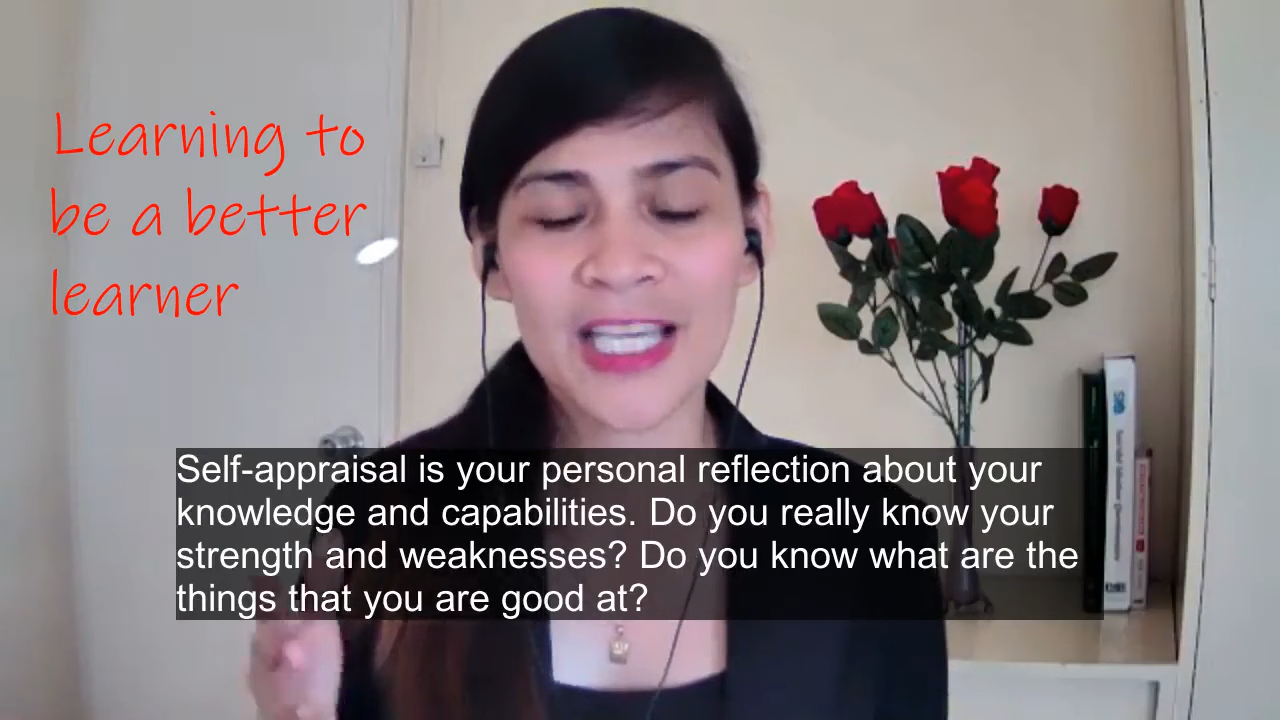 Learning to
be a better
learner
Self-appraisal is your personal reflection about your
knowledge and capabilities. Do you really know your
strength and weaknesses? Do you know what are the
things that you are good at?